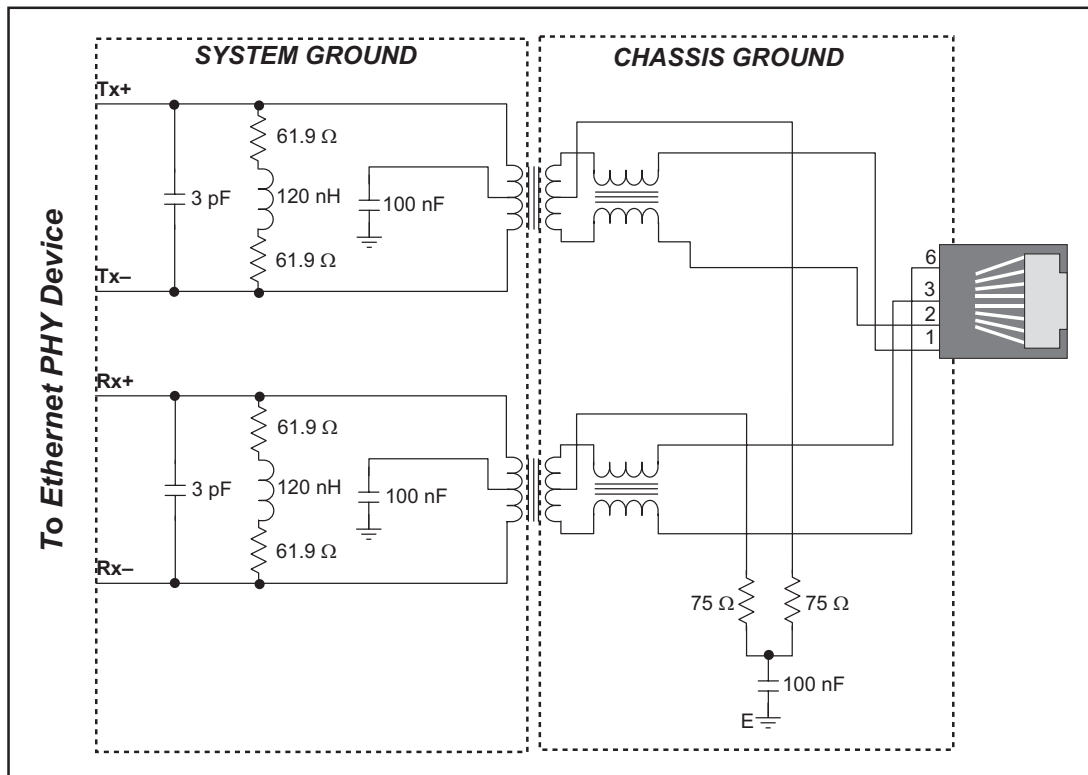 SYSTEM GROUND
CHASSIS GROUND
To Ethernet PHY Device
Tx+
61.9 Ω
3 pF
120 nH
100 nF
61.9 Ω
Tx–
6
3
2
1
Rx+
61.9 Ω
3 pF
120 nH
100 nF
61.9 Ω
Rx–
75 Ω
75 Ω
100 nF
E